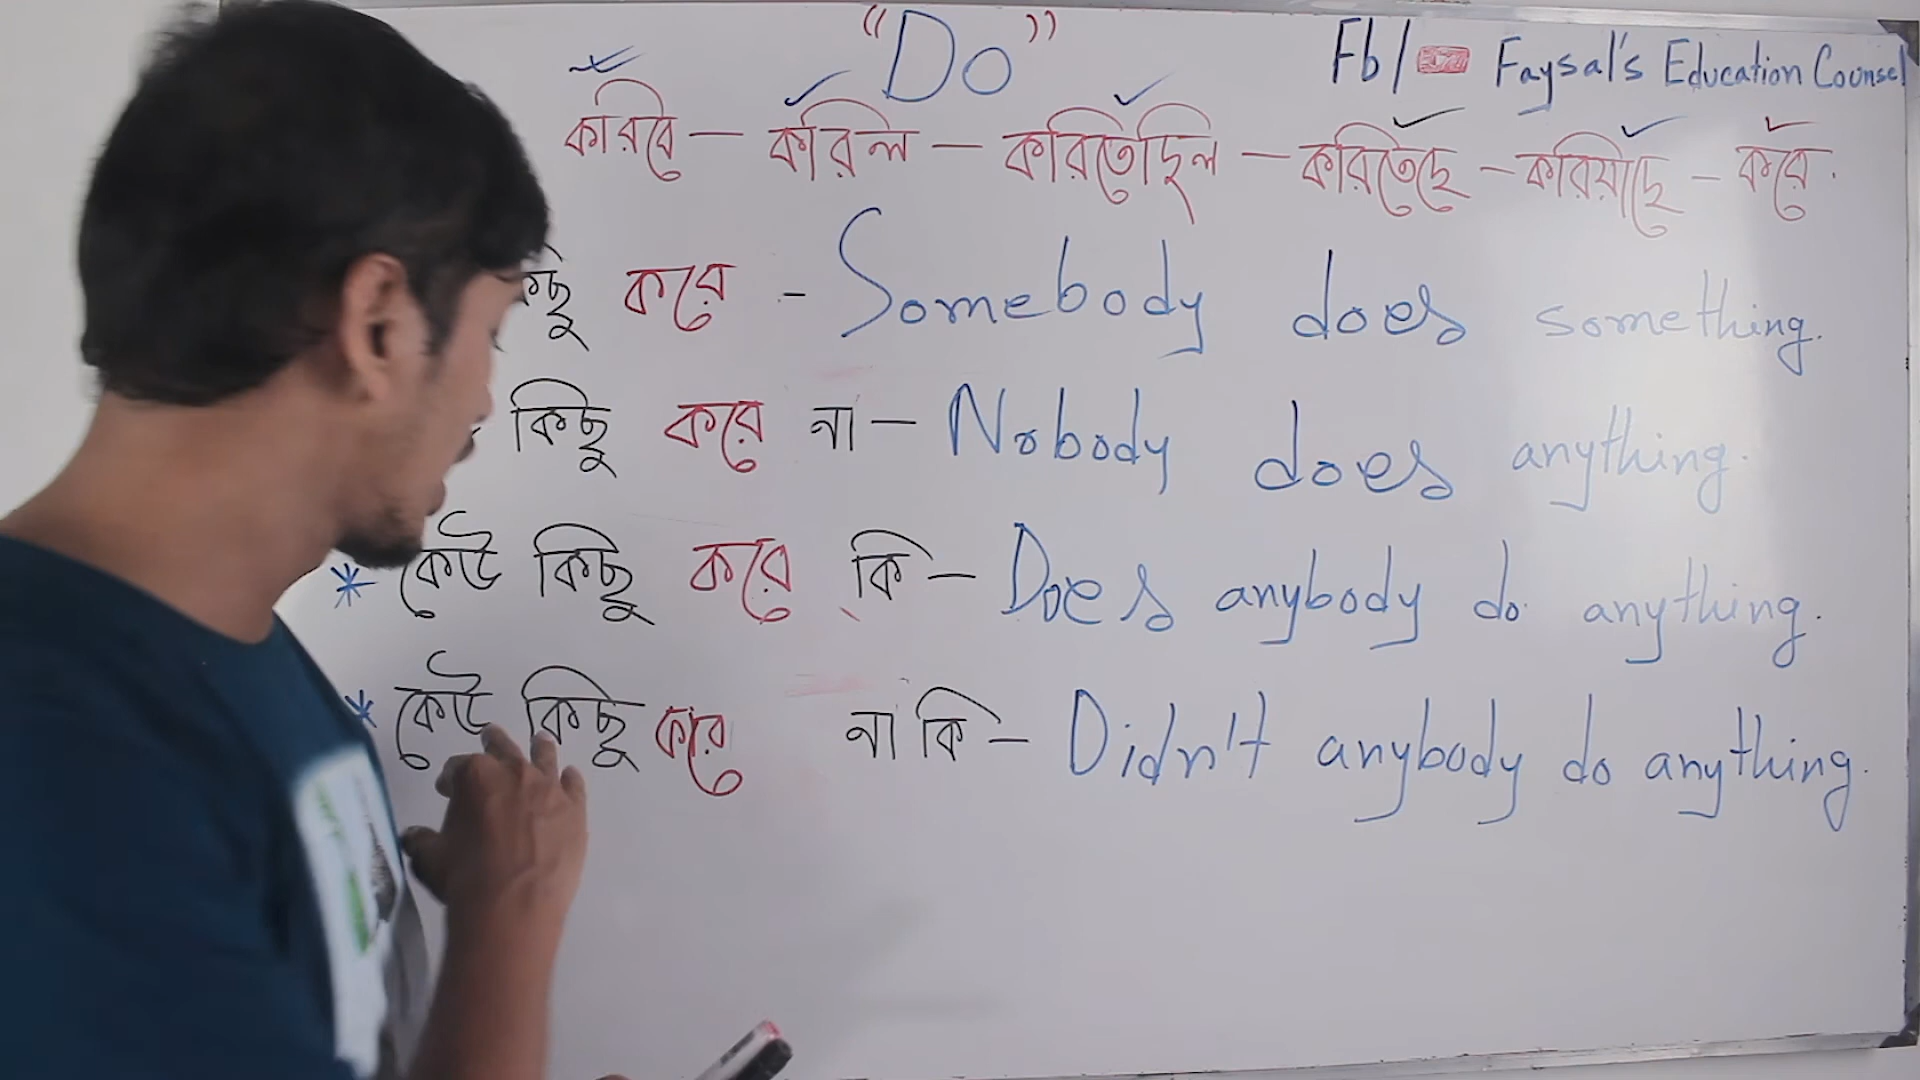 "Do"
Fb/ Faysal's Education Counsel
করিবে – করিল – করিতেছিল – করিতেছে – করিয়াছে – করে.
করে - Somebody does something.
কিছু করে না – Nobody does anything.
* কেউ কিছু করে কি – Does anybody do anything.
* কেউ কিছু করে না কি – Didn't anybody do anything.